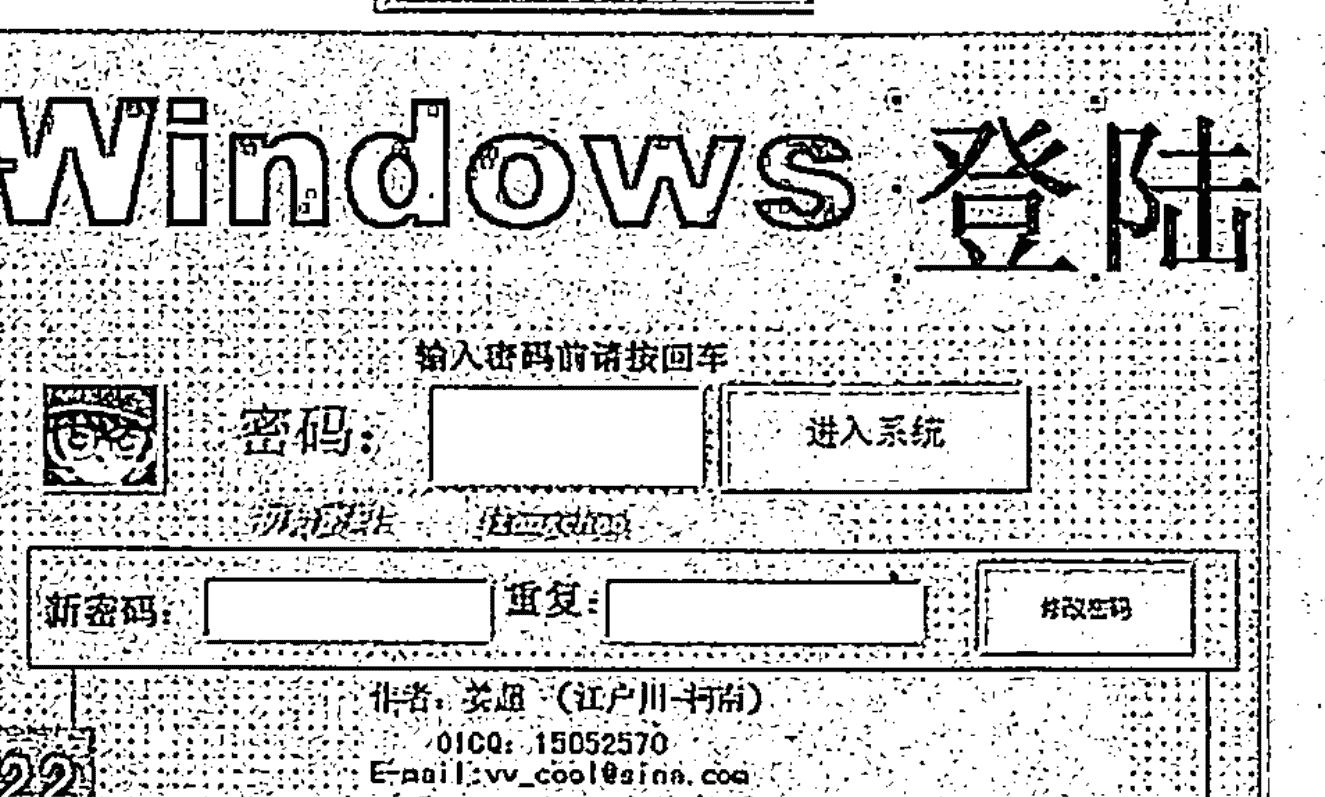 Windows 登陆
输入密码前请按回车
密码: 进入系统
新密码: 重复: 修改密码
作者: 姜超 (江户川-柯南)
OICQ: 15052570
E-mail:vv_cool@sina.com
22